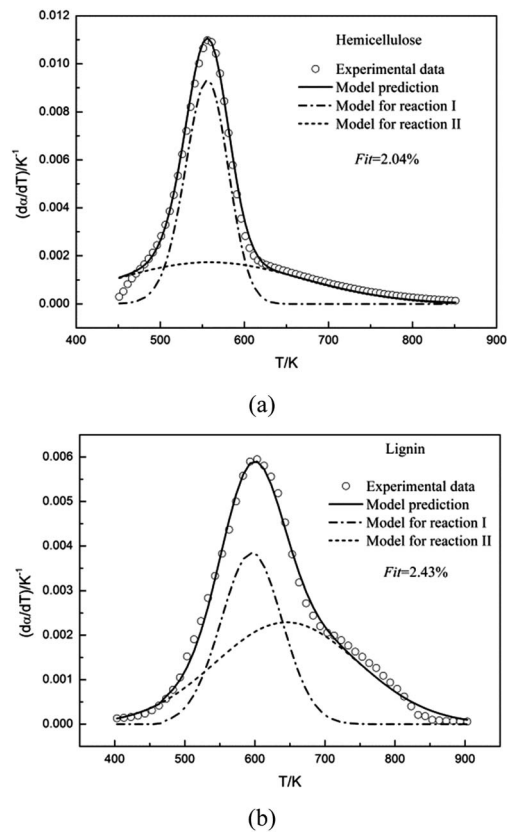 Hemicellulose
Experimental data
Model prediction
Model for reaction I
Model for reaction II
Fit=2.04%
(dα/dT)/K⁻¹
0.012
0.010
0.008
0.006
0.004
0.002
0.000
400 500 600 700 800 900
T/K
(a)
Lignin
Experimental data
Model prediction
Model for reaction I
Model for reaction II
Fit=2.43%
(dα/dT)/K⁻¹
0.006
0.005
0.004
0.003
0.002
0.001
0.000
400 500 600 700 800 900
T/K
(b)